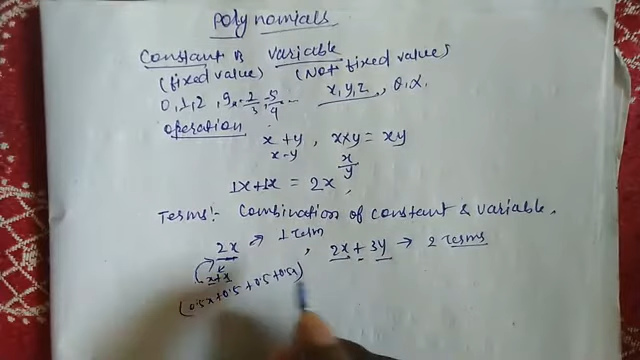 Polynomials
Constant & Variable
(fixed value) (Not fixed values)
0,1,2, 9, -2/3, -5/9 - x,y,z,, θ,α.
operation
x+y, x×y = xy
x-y x/y
1x+1x = 2x,
Terms:- Combination of constant & variable.
2x → 1 term, 2x + 3y → 2 Terms
x+x
(0.5x+0.5+0.5+0.5x)